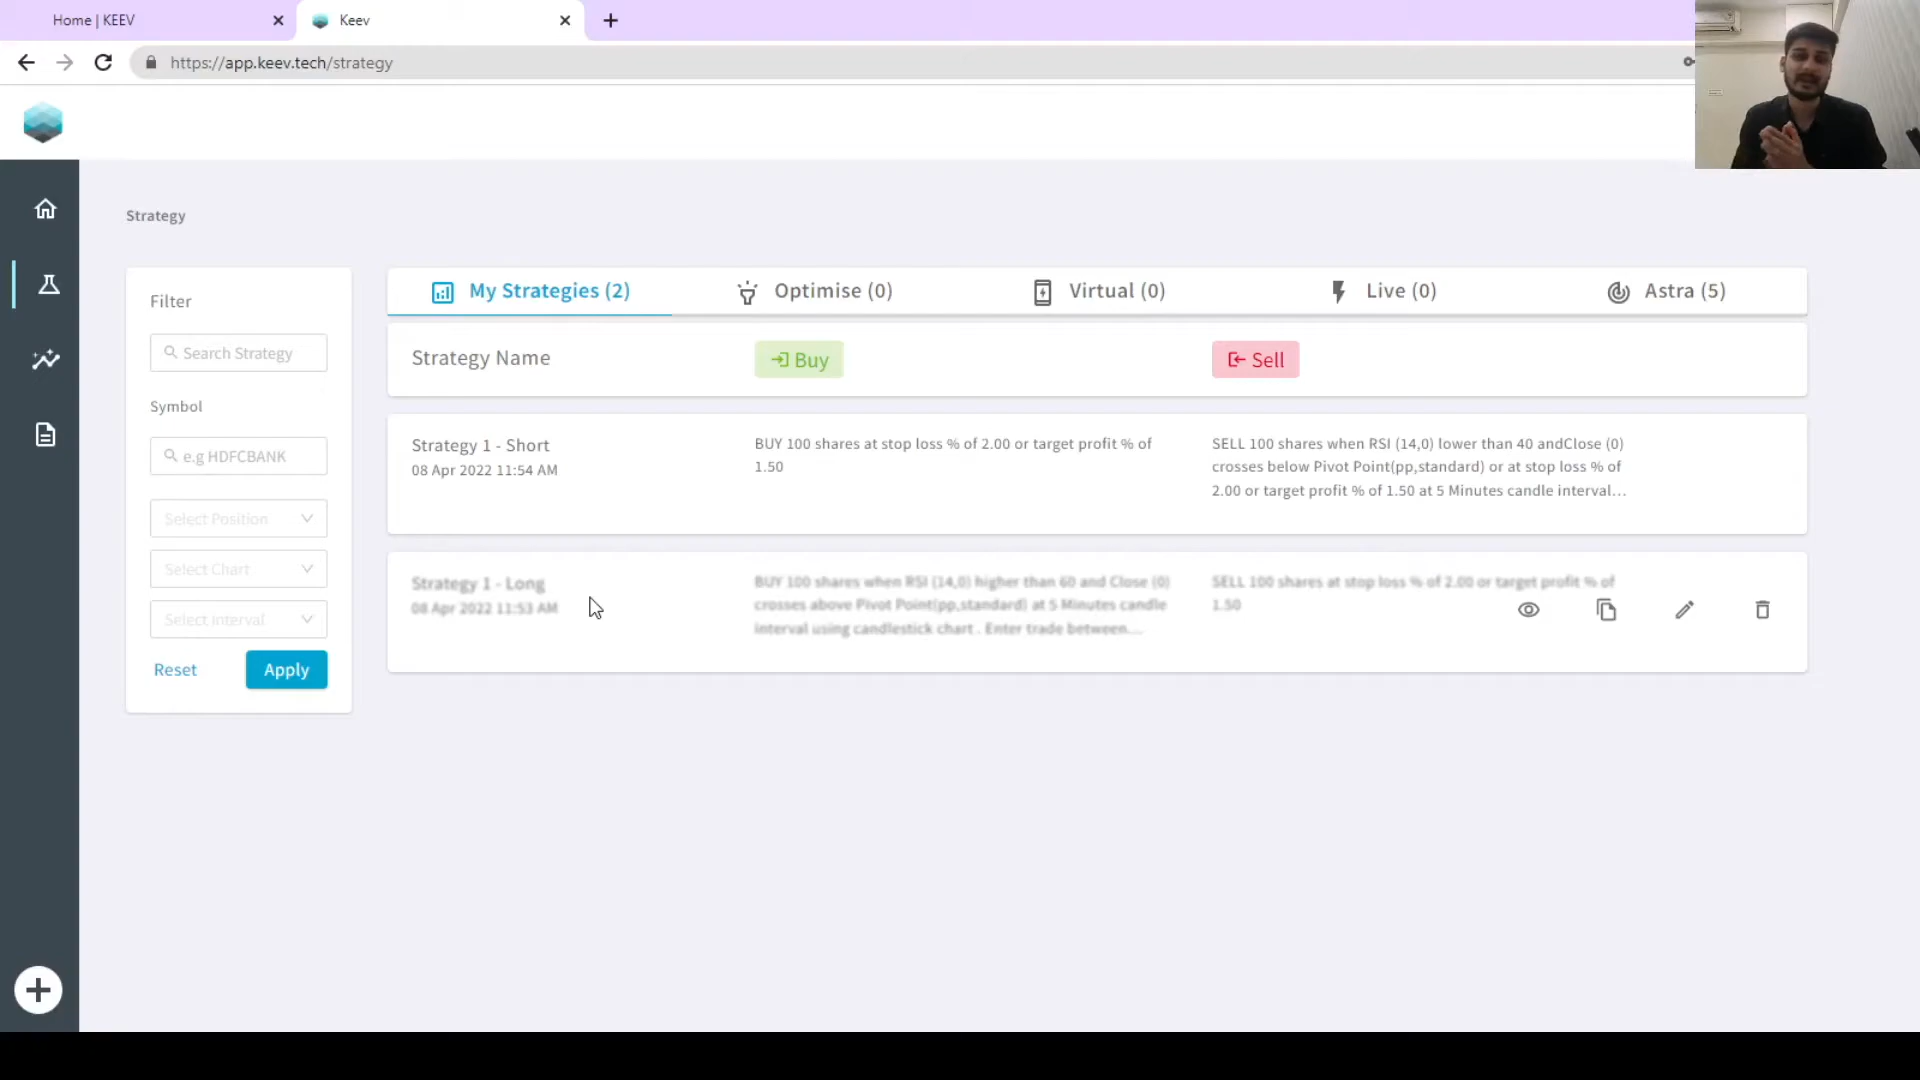 Home | KEEV
Keev
https://app.keev.tech/strategy
Strategy
Filter
Search Strategy
Symbol
e.g HDFCBANK
Select Position
Select Chart
Select Interval
Reset
Apply
My Strategies (2)
Optimise (0)
Virtual (0)
Live (0)
Astra (5)
Strategy Name
Buy
Sell
Strategy 1 - Short
08 Apr 2022 11:54 AM
BUY 100 shares at stop loss % of 2.00 or target profit % of
1.50
SELL 100 shares when RSI (14,0) lower than 40 andClose (0)
crosses below Pivot Point(pp,standard) or at stop loss % of
2.00 or target profit % of 1.50 at 5 Minutes candle interval...
Strategy 1 - Long
08 Apr 2022 11:53 AM
BUY 100 shares when RSI (14,0) higher than 60 and Close (0)
crosses above Pivot Point(pp,standard) at 5 Minutes candle
interval using candlestick chart . Enter trade between....
SELL 100 shares at stop loss % of 2.00 or target profit % of
1.50